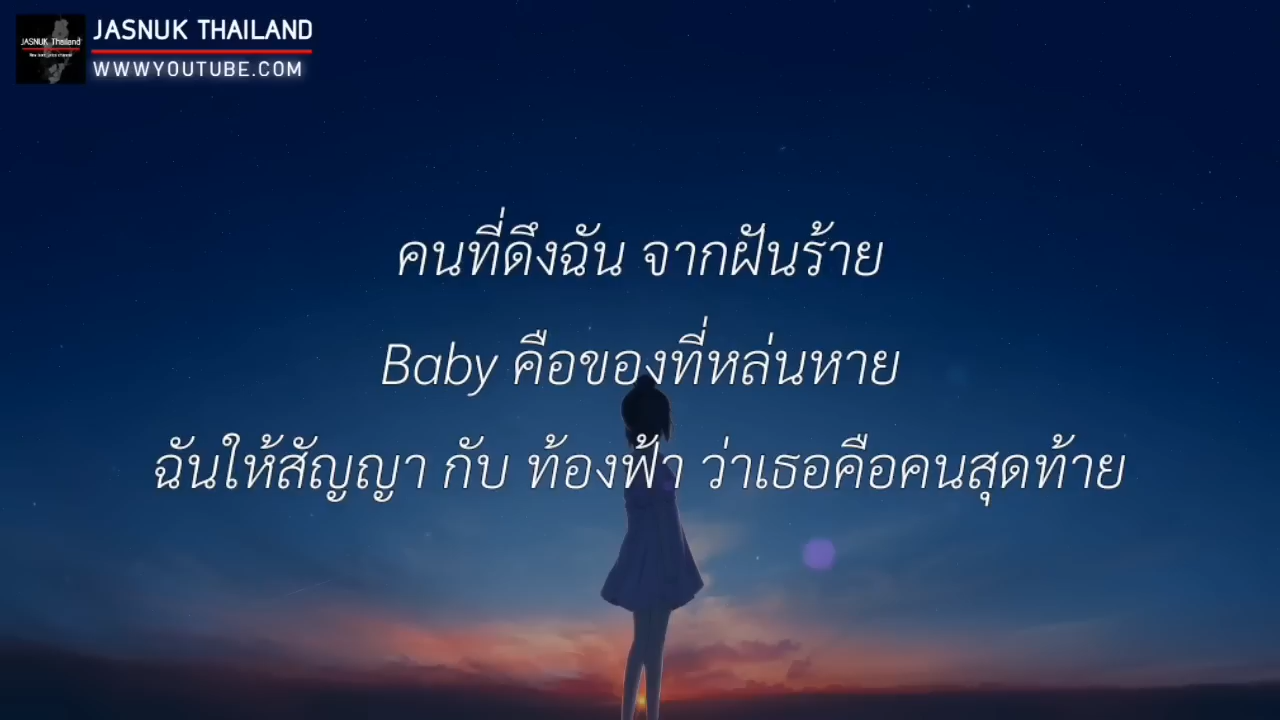 JASNUK THAILAND
WWWYOUTUBE.COM
JASNUK Thailand
คนที่ดึงฉัน จากฝันร้าย
Baby คือของที่หล่นหาย
ฉันให้สัญญา กับ ท้องฟ้า ว่าเธอคือคนสุดท้าย